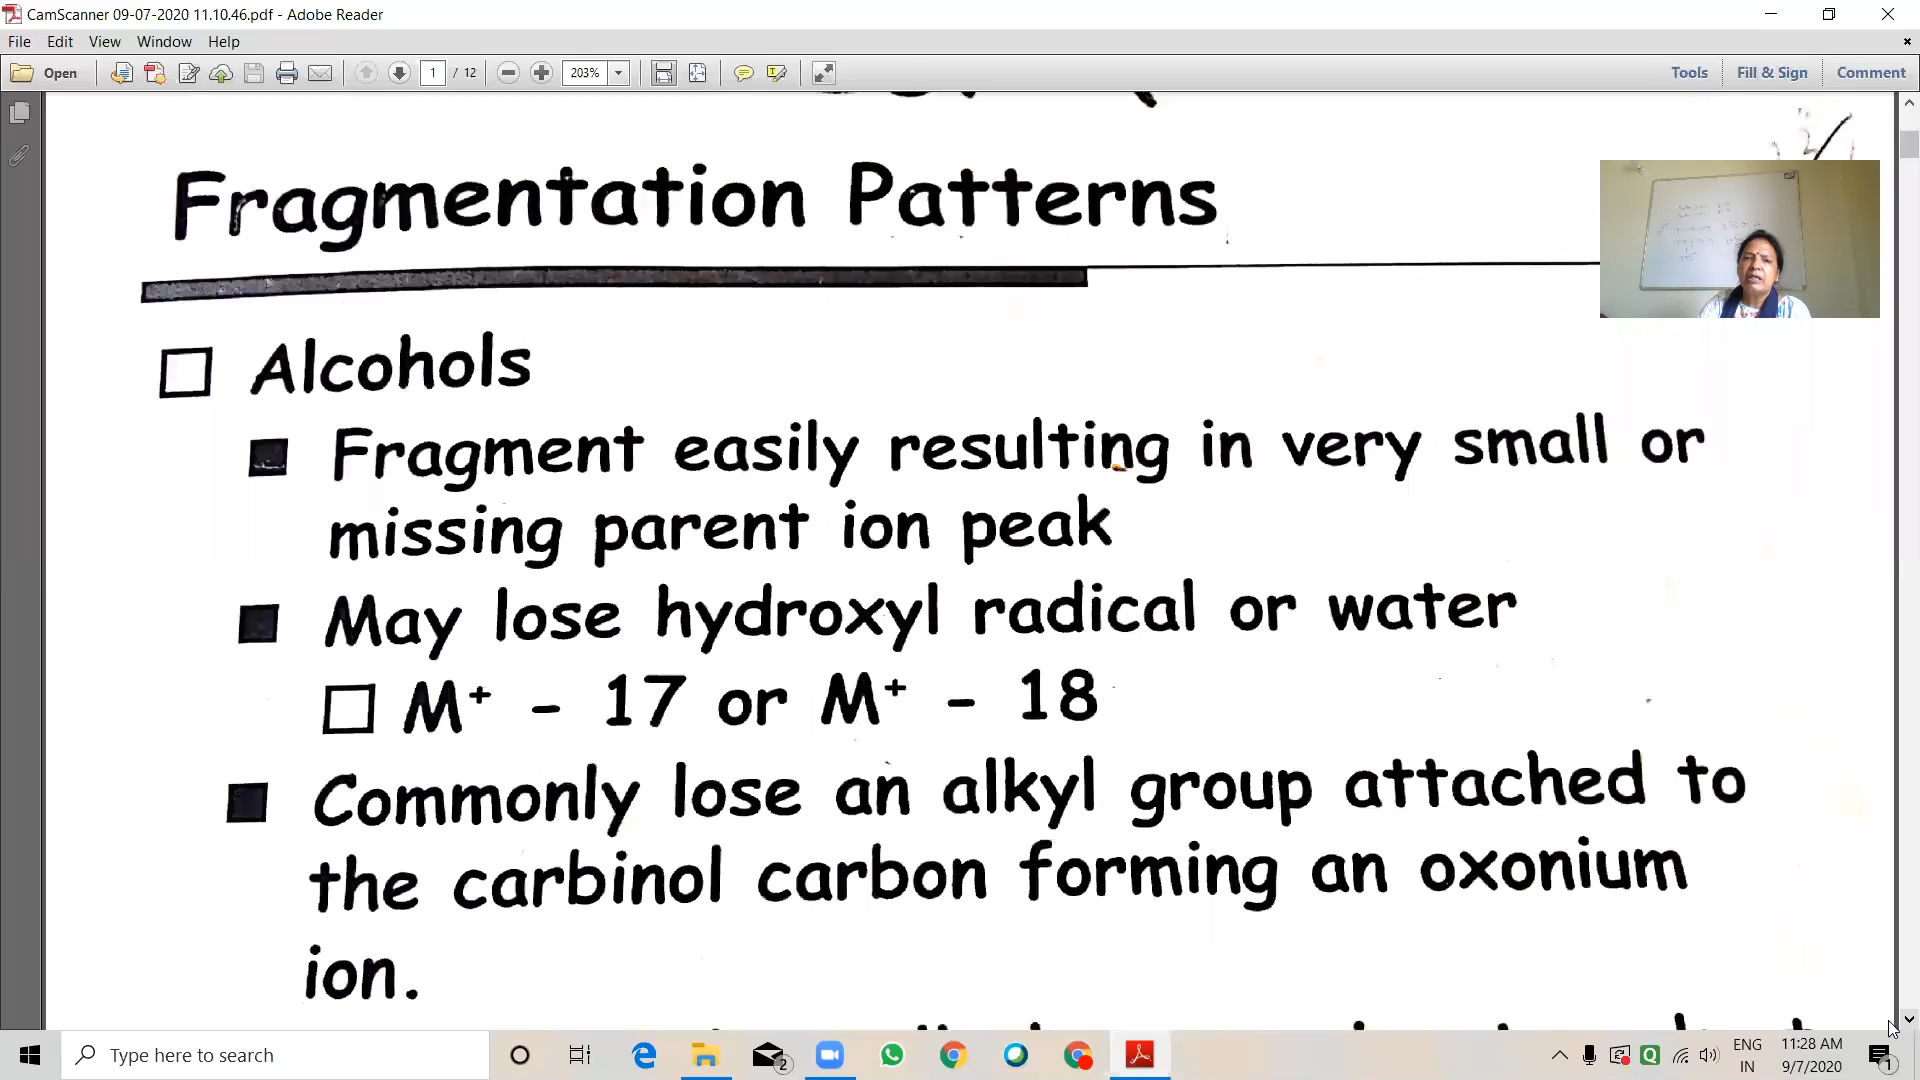 CamScanner 09-07-2020 11.10.46.pdf - Adobe Reader
File Edit View Window Help
Open 1 / 12 203% Tools Fill & Sign Comment
Fragmentation Patterns
Alcohols
Fragment easily resulting in very small or
missing parent ion peak
May lose hydroxyl radical or water
M+ - 17 or M+ - 18
Commonly lose an alkyl group attached to
the carbinol carbon forming an oxonium
ion.
Type here to search
2
ENG
IN
11:28 AM
9/7/2020
1